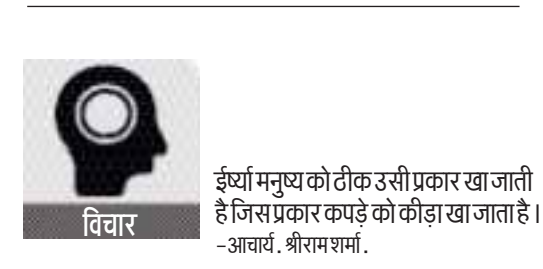 विचार
ईर्ष्या मनुष्य को ठीक उसी प्रकार खा जाती
है जिस प्रकार कपड़े को कीड़ा खा जाता है।
-आचार्य. श्रीराम शर्मा.